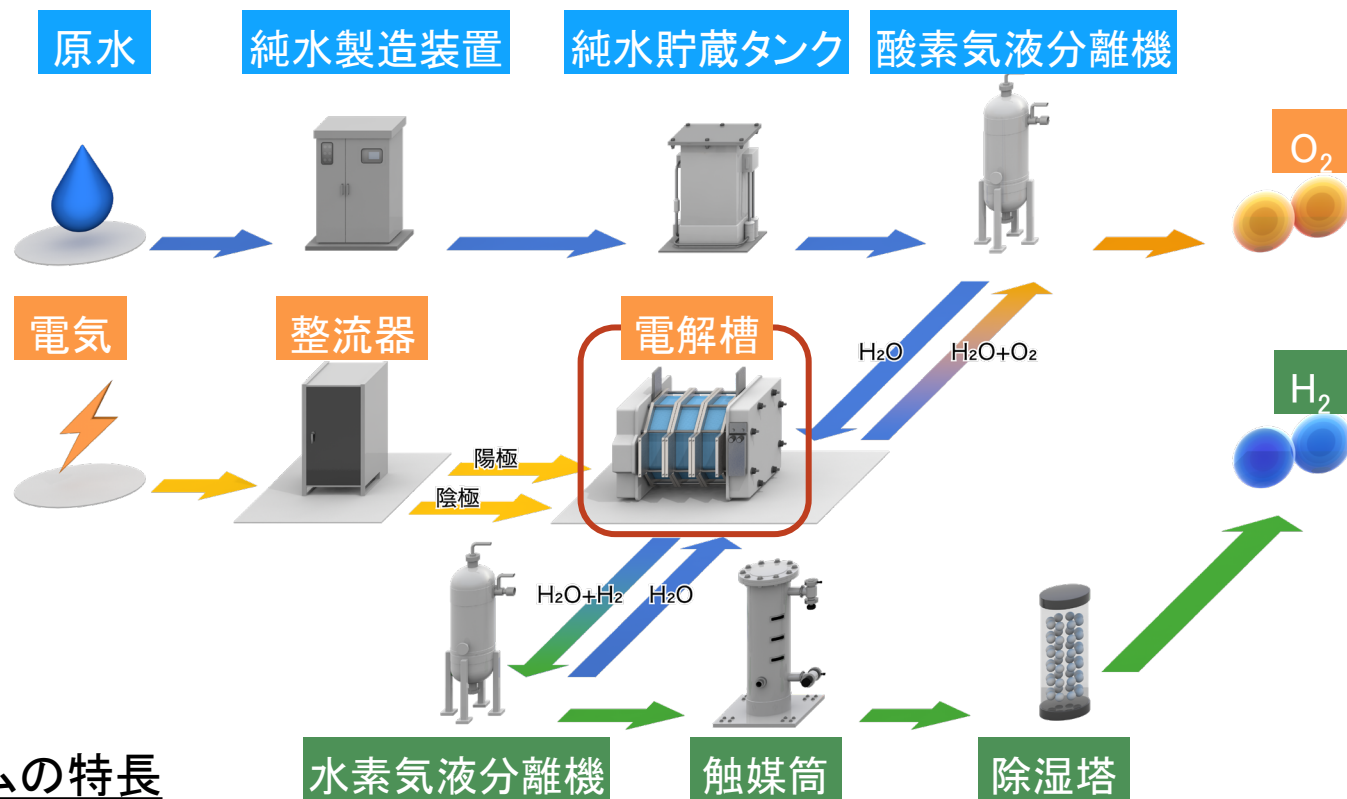 原水
純水製造装置
純水貯蔵タンク
酸素気液分離機
O₂
電気
整流器
電解槽
H₂O
H₂O+O₂
H₂
陽極
陰極
H₂O+H₂
H₂O
水素気液分離機
触媒筒
除湿塔
ムの特長